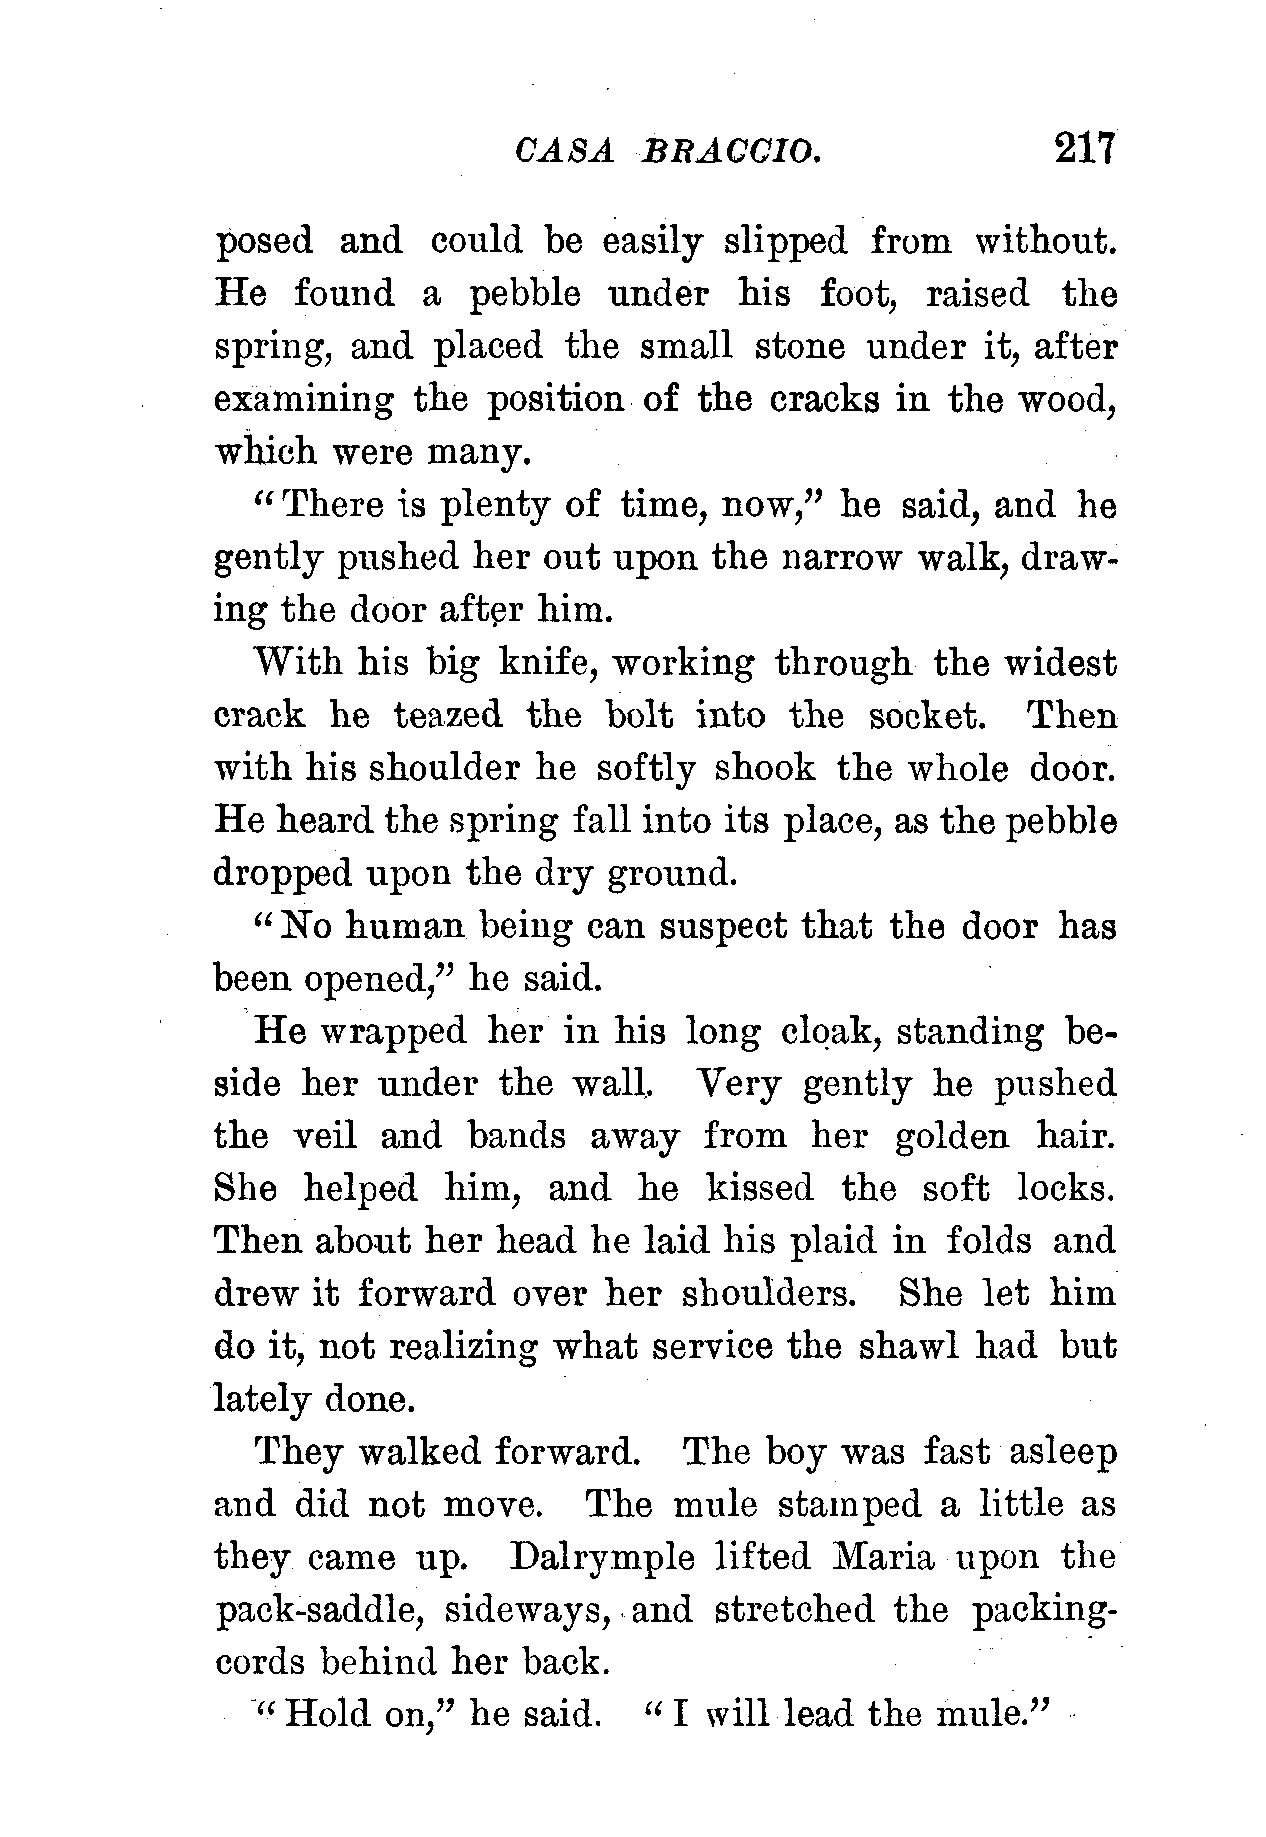 CASA BRACCIO. 217
posed and could be easily slipped from without.
He found a pebble under his foot, raised the
spring, and placed the small stone under it, after
examining the position of the cracks in the wood,
which were many.
“There is plenty of time, now,” he said, and he
gently pushed her out upon the narrow walk, draw-
ing the door after him.
With his big knife, working through the widest
crack he teazed the bolt into the socket. Then
with his shoulder he softly shook the whole door.
He heard the spring fall into its place, as the pebble
dropped upon the dry ground.
“No human being can suspect that the door has
been opened,” he said.
He wrapped her in his long cloak, standing be-
side her under the wall. Very gently he pushed
the veil and bands away from her golden hair.
She helped him, and he kissed the soft locks.
Then about her head he laid his plaid in folds and
drew it forward over her shoulders. She let him
do it, not realizing what service the shawl had but
lately done.
They walked forward. The boy was fast asleep
and did not move. The mule stamped a little as
they came up. Dalrymple lifted Maria upon the
pack-saddle, sideways, and stretched the packing-
cords behind her back.
“Hold on,” he said. “I will lead the mule.”